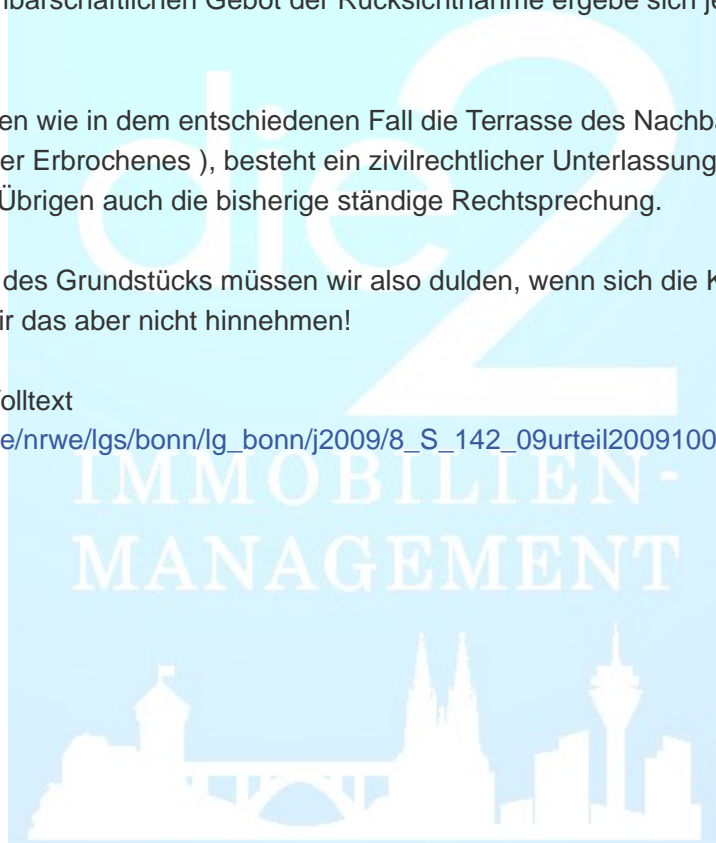 nbarschaftlichen Gebot der Rücksichtnahme ergebe sich je
en wie in dem entschiedenen Fall die Terrasse des Nachba
er Erbrochenes ), besteht ein zivilrechtlicher Unterlassung
Übrigen auch die bisherige ständige Rechtsprechung.
des Grundstücks müssen wir also dulden, wenn sich die K
ir das aber nicht hinnehmen!
olltext
e/nrwe/lgs/bonn/lg_bonn/j2009/8_S_142_09urteil2009100
die2
IMMOBILIEN-
MANAGEMENT